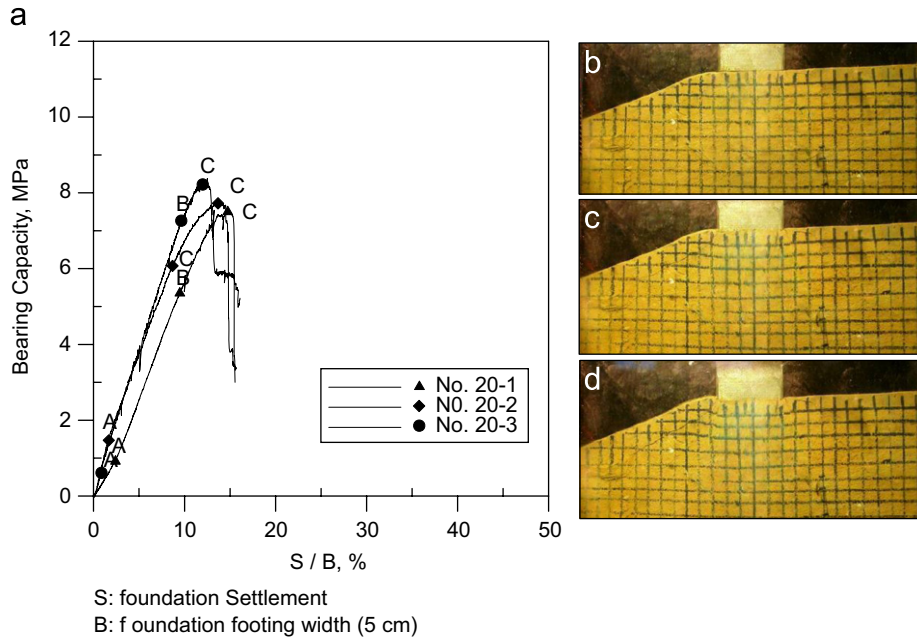 a
12
10
8
6
4
2
0
Bearing Capacity, MPa
C
B
C
C
C
B
A
A
A
No. 20-1
N0. 20-2
No. 20-3
0 10 20 30 40 50
S / B, %
S: foundation Settlement
B: f oundation footing width (5 cm)
b
c
d